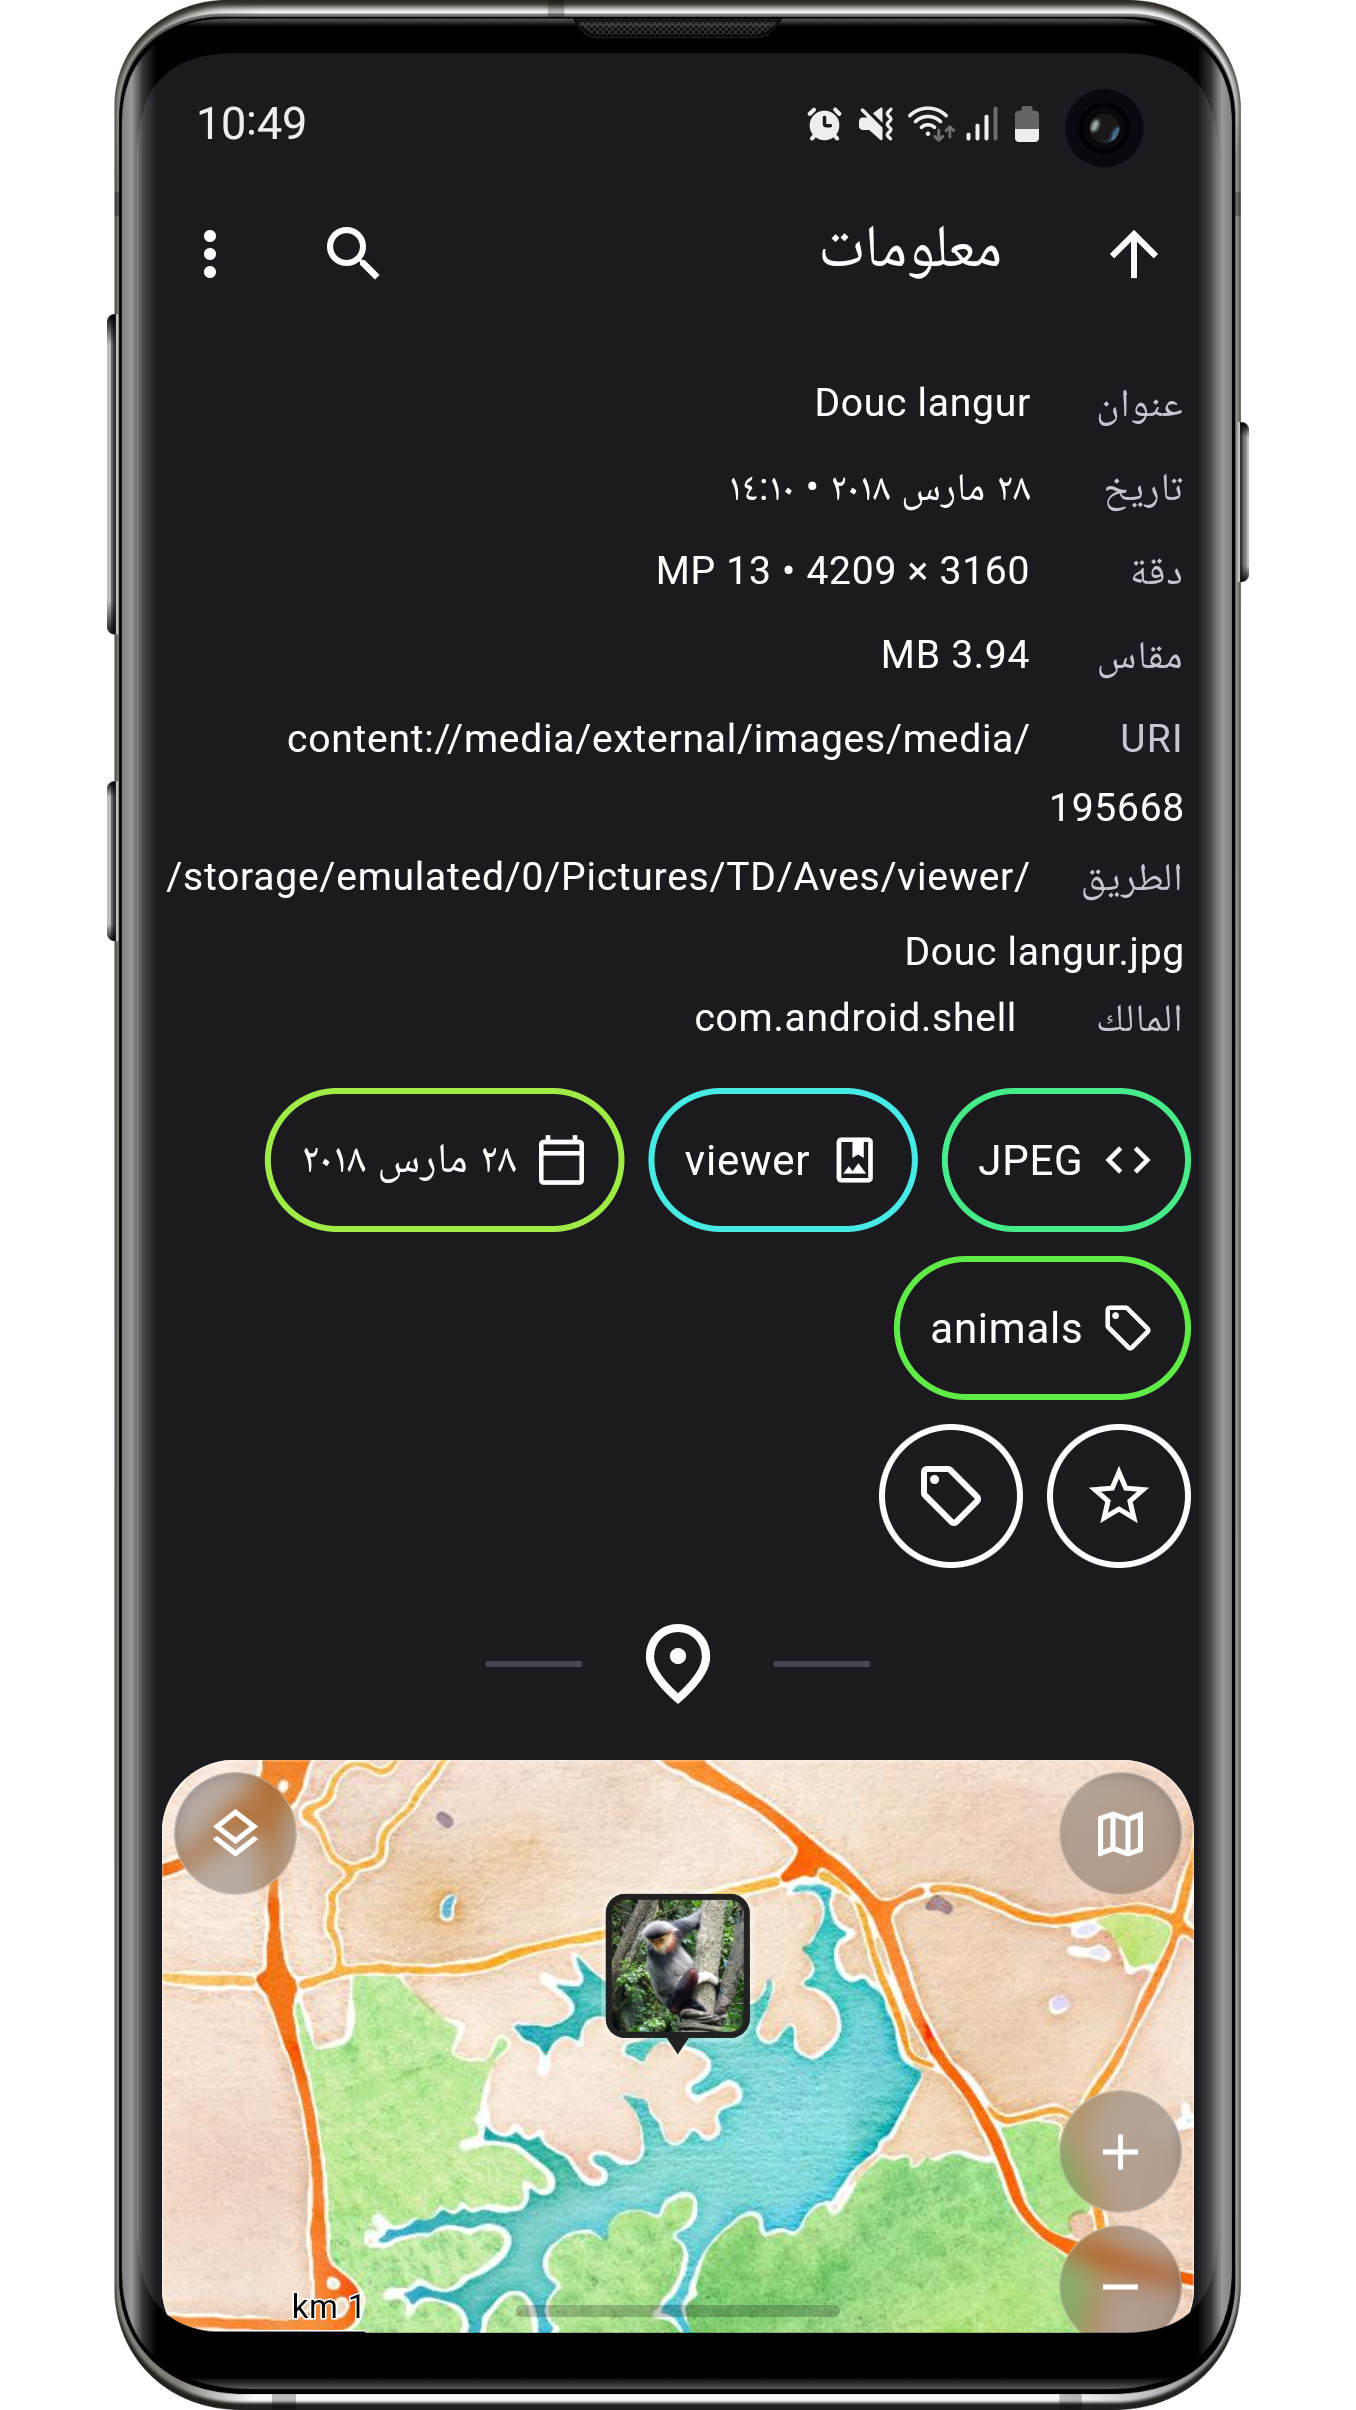 10:49
معلومات
عنوان Douc langur
تاريخ ٢٨ مارس ٢٠١٨ • ١٤:١٠
دقة 3160 × 4209 • 13 MP
مقاس 3.94 MB
URI content://media/external/images/media/
195668
الطريق /storage/emulated/0/Pictures/TD/Aves/viewer/
Douc langur.jpg
المالك com.android.shell
JPEG viewer ٢٨ مارس ٢٠١٨
animals
1 km